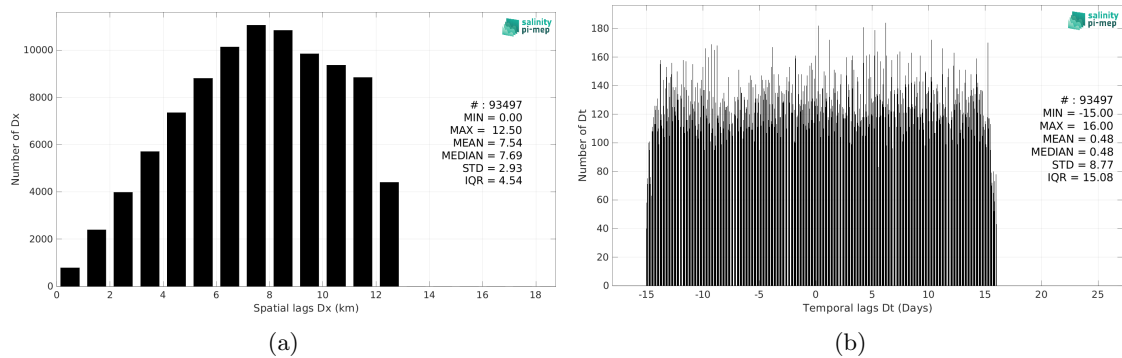 salinity
pi-mep
10000
8000
6000
4000
2000
0
Number of Dx
# : 93497
MIN = 0.00
MAX = 12.50
MEAN = 7.54
MEDIAN = 7.69
STD = 2.93
IQR = 4.54
0 2 4 6 8 10 12 14 16 18
Spatial lags Dx (km)
(a)
salinity
pi-mep
180
160
140
120
100
80
60
40
20
0
Number of Dt
# : 93497
MIN = -15.00
MAX = 16.00
MEAN = 0.48
MEDIAN = 0.48
STD = 8.77
IQR = 15.08
-15 -10 -5 0 5 10 15 20 25
Temporal lags Dt (Days)
(b)